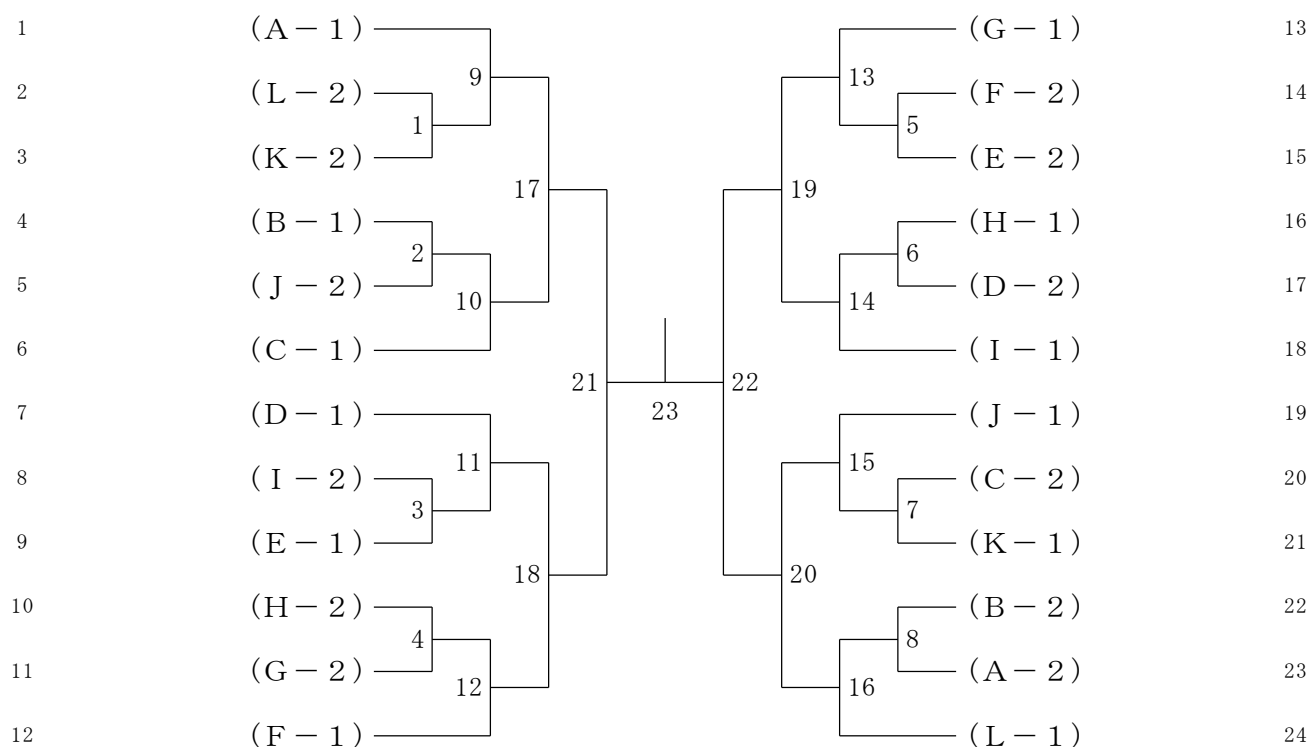 1 (A－1) (G－1) 13
9 13
2 (L－2) (F－2) 14
1 5
3 (K－2) (E－2) 15
17 19
4 (B－1) (H－1) 16
2 6
5 (J－2) (D－2) 17
10 14
6 (C－1) (I－1) 18
21 22
23
7 (D－1) (J－1) 19
11 15
8 (I－2) (C－2) 20
3 7
9 (E－1) (K－1) 21
18 20
10 (H－2) (B－2) 22
4 8
11 (G－2) (A－2) 23
12 16
12 (F－1) (L－1) 24